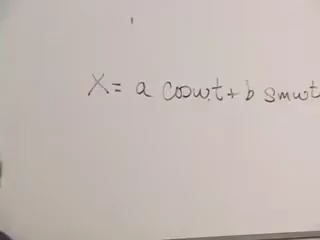 X = a cosωt + b sinωt